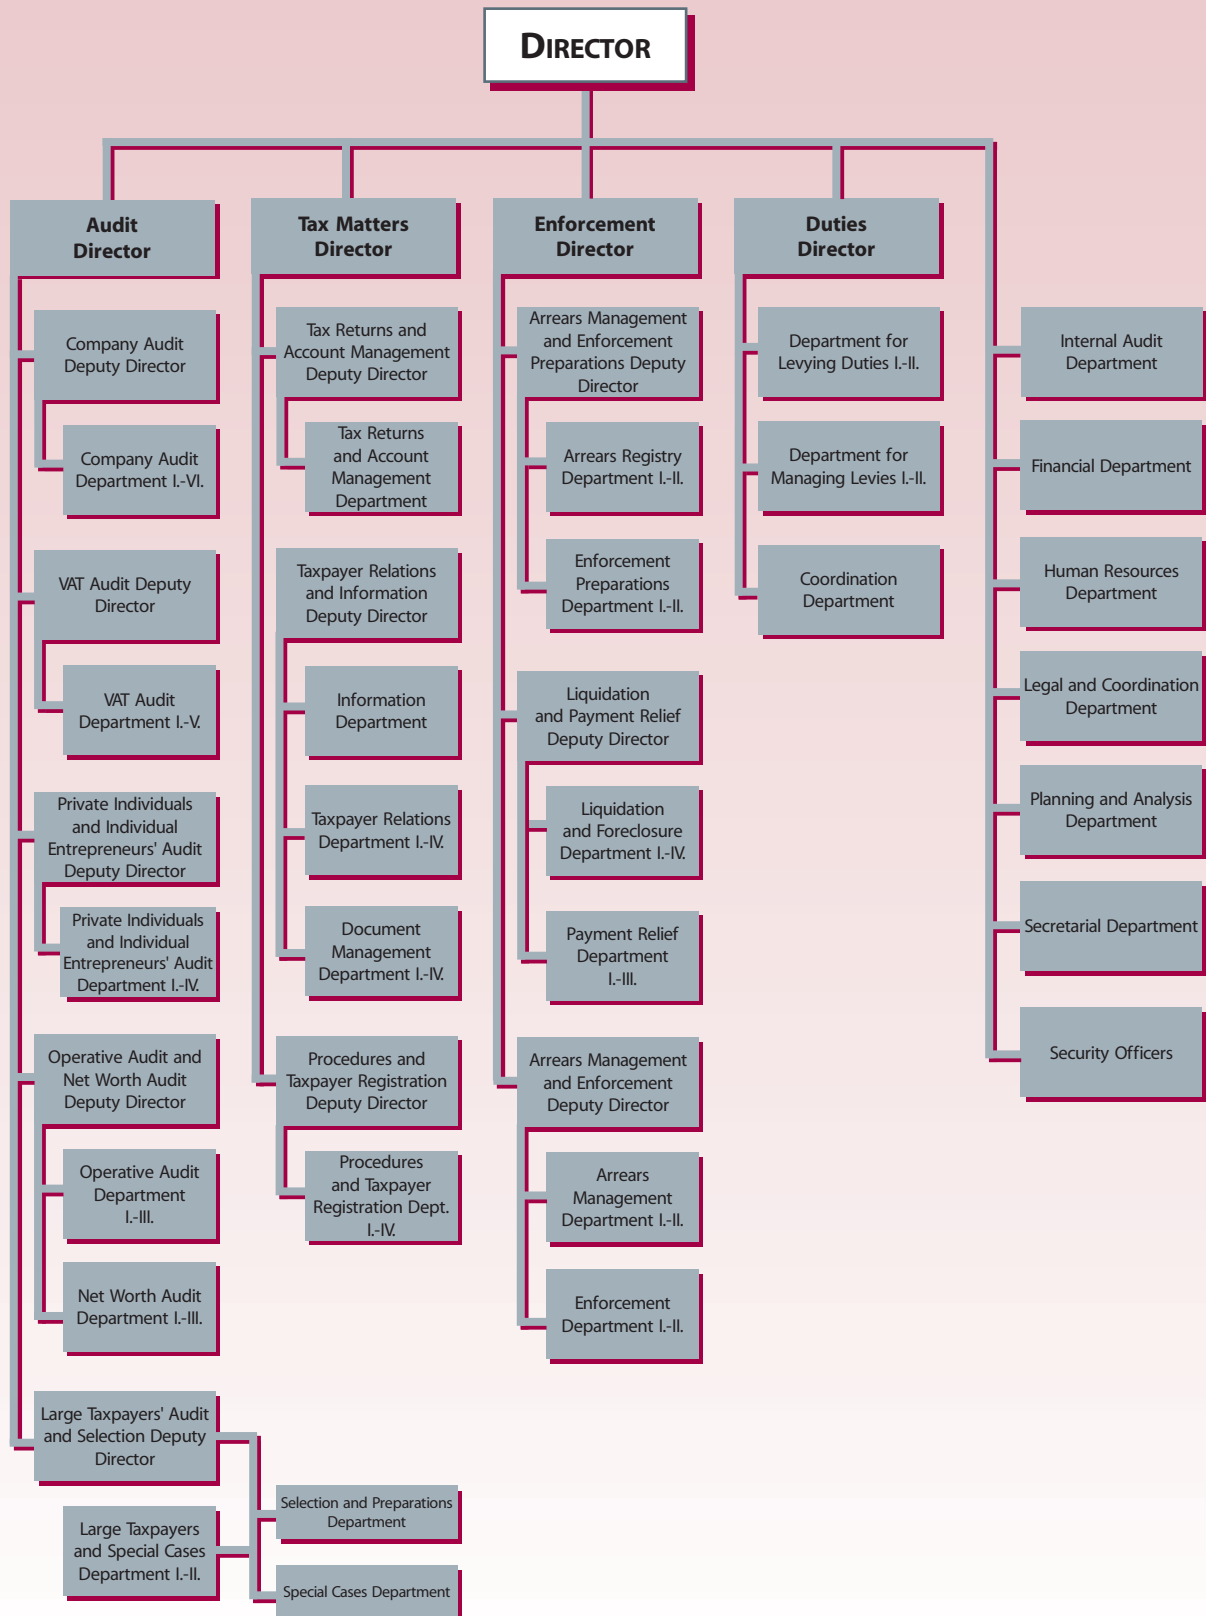 DIRECTOR
Audit
Director
Company Audit
Deputy Director
Company Audit
Department I.-VI.
VAT Audit Deputy
Director
VAT Audit
Department I.-V.
Private Individuals
and Individual
Entrepreneurs' Audit
Deputy Director
Private Individuals
and Individual
Entrepreneurs' Audit
Department I.-IV.
Operative Audit and
Net Worth Audit
Deputy Director
Operative Audit
Department
I.-III.
Net Worth Audit
Department I.-III.
Large Taxpayers' Audit
and Selection Deputy
Director
Large Taxpayers
and Special Cases
Department I.-II.
Selection and Preparations
Department
Special Cases Department
Tax Matters
Director
Tax Returns and
Account Management
Deputy Director
Tax Returns
and Account
Management
Department
Taxpayer Relations
and Information
Deputy Director
Information
Department
Taxpayer Relations
Department I.-IV.
Document
Management
Department I.-IV.
Procedures and
Taxpayer Registration
Deputy Director
Procedures
and Taxpayer
Registration Dept.
I.-IV.
Enforcement
Director
Arrears Management
and Enforcement
Preparations Deputy
Director
Arrears Registry
Department I.-II.
Enforcement
Preparations
Department I.-II.
Liquidation
and Payment Relief
Deputy Director
Liquidation
and Foreclosure
Department I.-IV.
Payment Relief
Department
I.-III.
Arrears Management
and Enforcement
Deputy Director
Arrears
Management
Department I.-II.
Enforcement
Department I.-II.
Duties
Director
Department for
Levying Duties I.-II.
Department for
Managing Levies I.-II.
Coordination
Department
Internal Audit
Department
Financial Department
Human Resources
Department
Legal and Coordination
Department
Planning and Analysis
Department
Secretarial Department
Security Officers